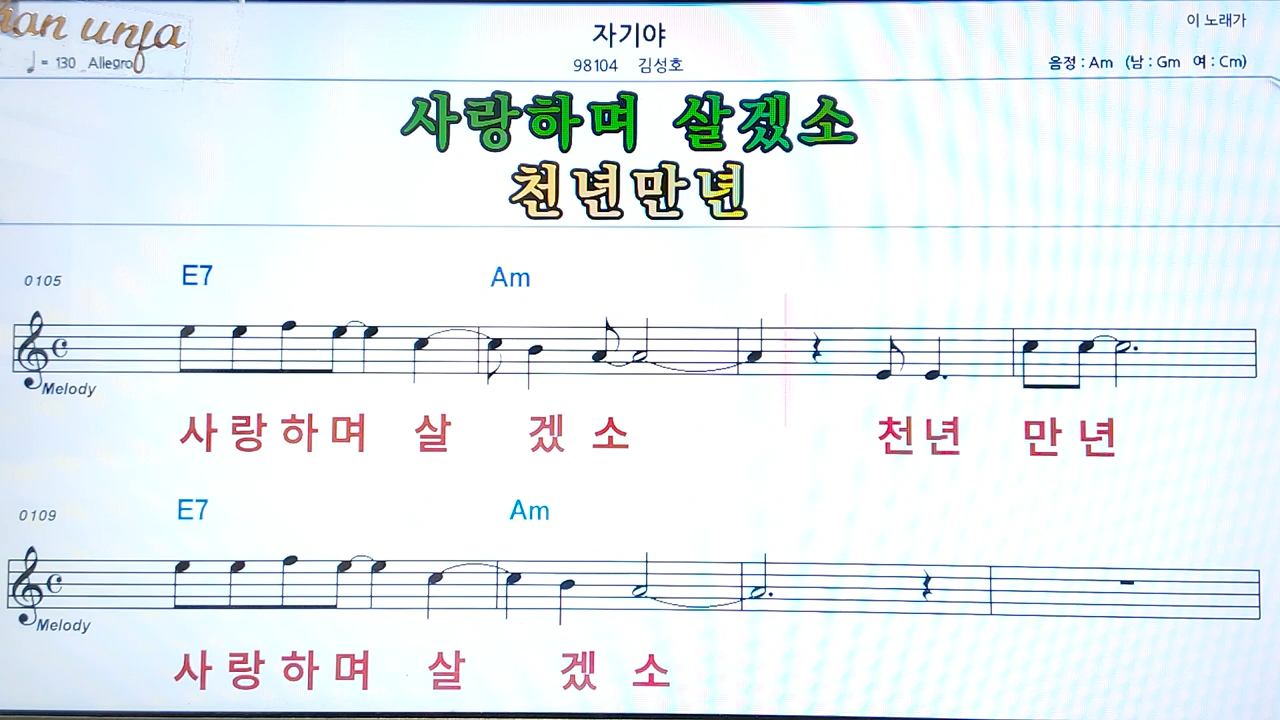 unfa
♩ = 130 Allegro
자기야
98104 김성호
이 노래가
음정 : Am (남 : Gm 여 : Cm)
사랑하며 살겠소
천년만년
0105
E7 Am
Melody
사 랑 하 며 살 겠 소 천 년 만 년
0109
E7 Am
Melody
사 랑 하 며 살 겠 소